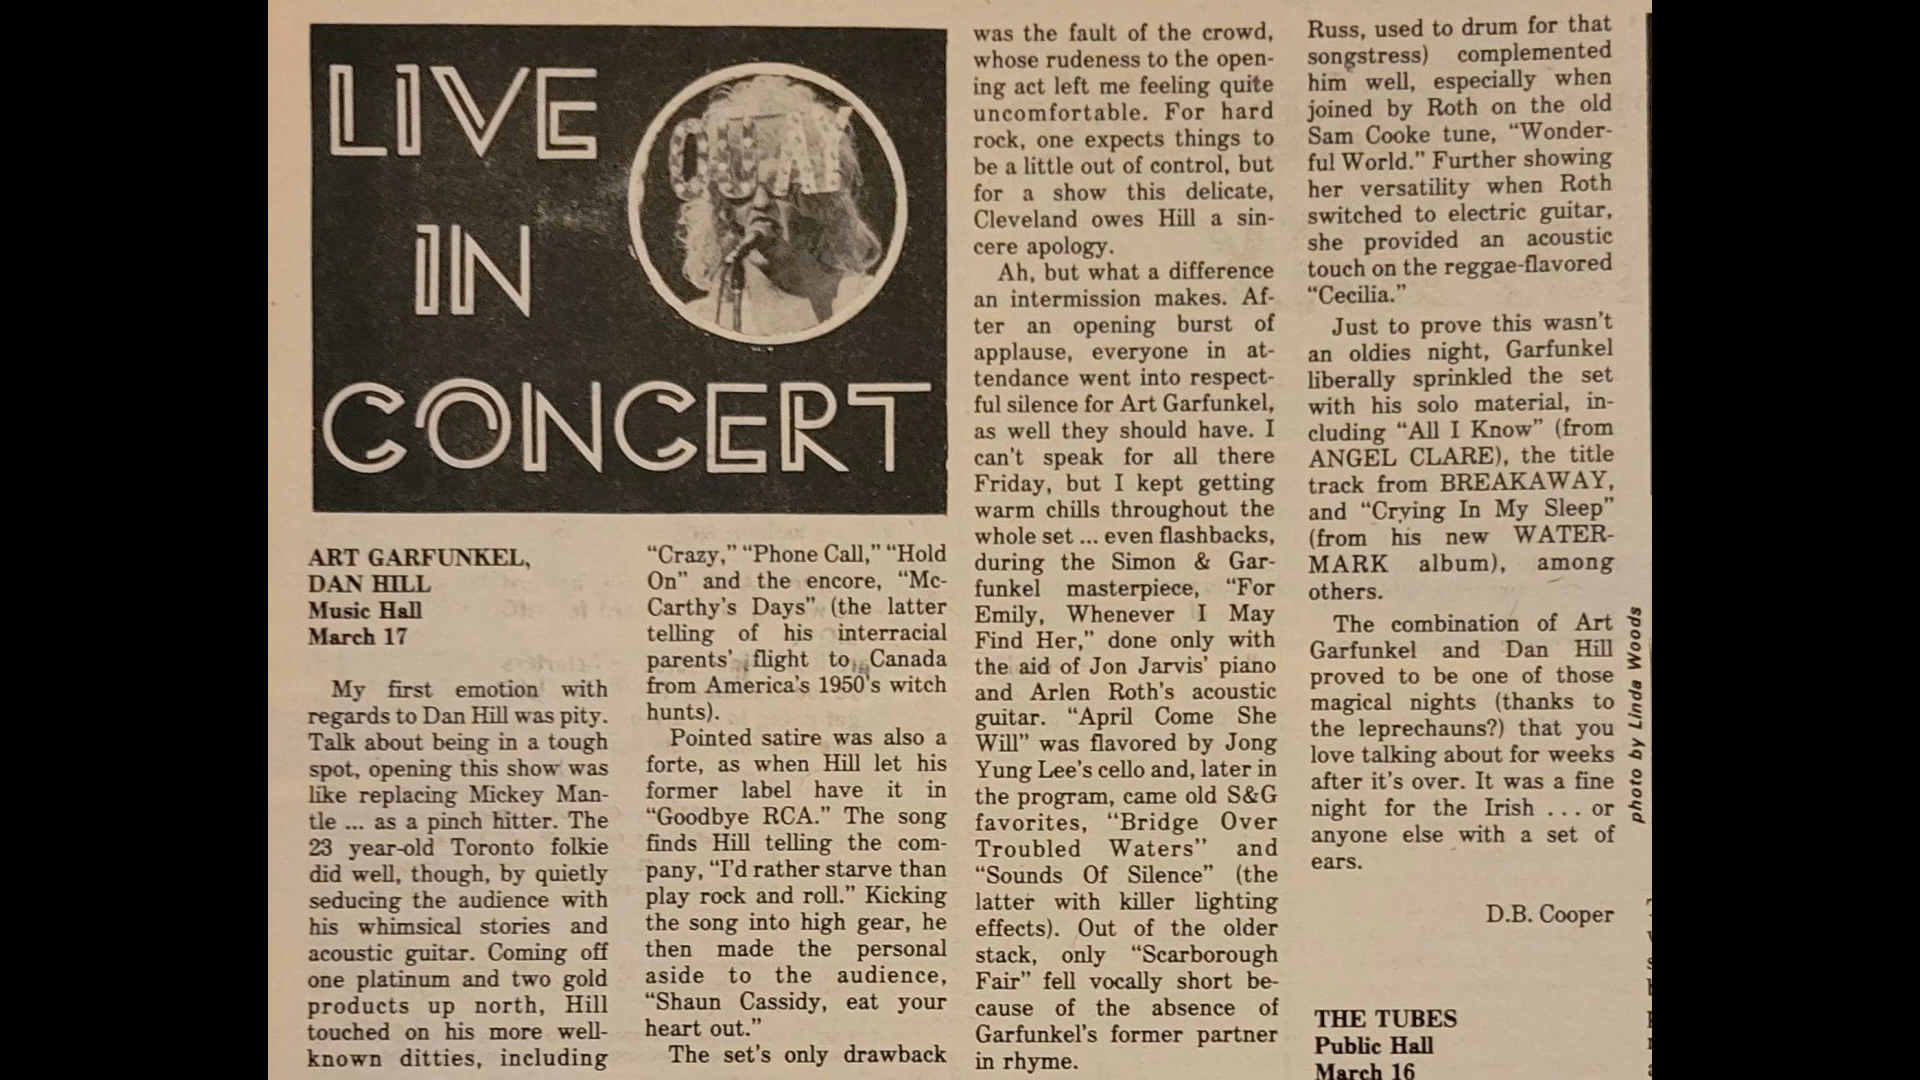 LIVE
IN
CONCERT
QUAY
ART GARFUNKEL,
DAN HILL
Music Hall
March 17
My first emotion with
regards to Dan Hill was pity.
Talk about being in a tough
spot, opening this show was
like replacing Mickey Man-
tle ... as a pinch hitter. The
23 year-old Toronto folkie
did well, though, by quietly
seducing the audience with
his whimsical stories and
acoustic guitar. Coming off
one platinum and two gold
products up north, Hill
touched on his more well-
known ditties, including
“Crazy,” “Phone Call,” “Hold
On” and the encore, “Mc-
Carthy’s Days” (the latter
telling of his interracial
parents’ flight to Canada
from America’s 1950’s witch
hunts).
Pointed satire was also a
forte, as when Hill let his
former label have it in
“Goodbye RCA.” The song
finds Hill telling the com-
pany, “I’d rather starve than
play rock and roll.” Kicking
the song into high gear, he
then made the personal
aside to the audience,
“Shaun Cassidy, eat your
heart out.”
The set’s only drawback
was the fault of the crowd,
whose rudeness to the open-
ing act left me feeling quite
uncomfortable. For hard
rock, one expects things to
be a little out of control, but
for a show this delicate,
Cleveland owes Hill a sin-
cere apology.
Ah, but what a difference
an intermission makes. Af-
ter an opening burst of
applause, everyone in at-
tendance went into respect-
ful silence for Art Garfunkel,
as well they should have. I
can’t speak for all there
Friday, but I kept getting
warm chills throughout the
whole set ... even flashbacks,
during the Simon & Gar-
funkel masterpiece, “For
Emily, Whenever I May
Find Her,” done only with
the aid of Jon Jarvis’ piano
and Arlen Roth’s acoustic
guitar. “April Come She
Will” was flavored by Jong
Yung Lee’s cello and, later in
the program, came old S&G
favorites, “Bridge Over
Troubled Waters” and
“Sounds Of Silence” (the
latter with killer lighting
effects). Out of the older
stack, only “Scarborough
Fair” fell vocally short be-
cause of the absence of
Garfunkel’s former partner
in rhyme.
Russ, used to drum for that
songstress) complemented
him well, especially when
joined by Roth on the old
Sam Cooke tune, “Wonder-
ful World.” Further showing
her versatility when Roth
switched to electric guitar,
she provided an acoustic
touch on the reggae-flavored
“Cecilia.”
Just to prove this wasn’t
an oldies night, Garfunkel
liberally sprinkled the set
with his solo material, in-
cluding “All I Know” (from
ANGEL CLARE), the title
track from BREAKAWAY,
and “Crying In My Sleep”
(from his new WATER-
MARK album), among
others.
The combination of Art
Garfunkel and Dan Hill
proved to be one of those
magical nights (thanks to
the leprechauns?) that you
love talking about for weeks
after it’s over. It was a fine
night for the Irish . . . or
anyone else with a set of
ears.
D.B. Cooper
THE TUBES
Public Hall
March 16
photo by Linda Woods